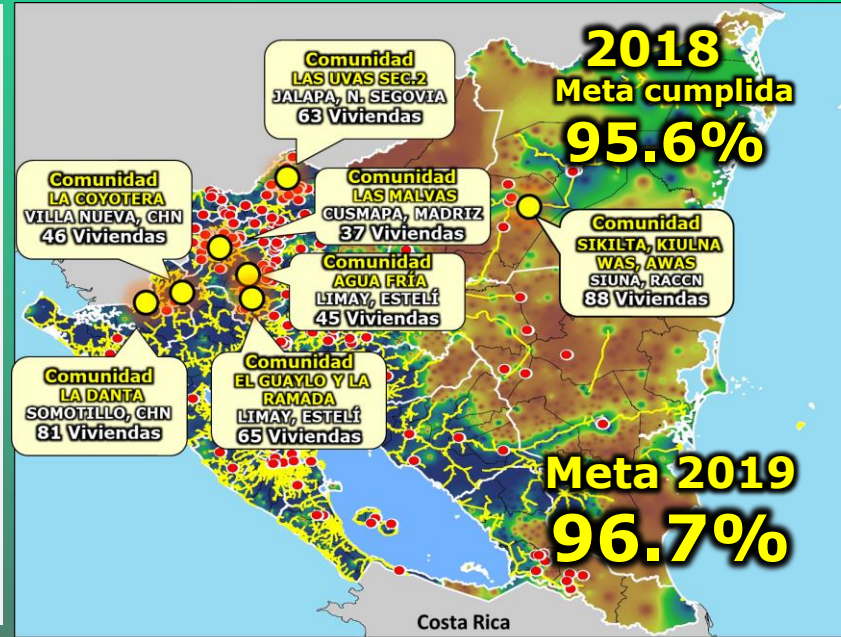 2018
Meta cumplida
95.6%
Comunidad
LAS UVAS SEC.2
JALAPA, N. SEGOVIA
63 Viviendas
Comunidad
LA COYOTERA
VILLA NUEVA, CHN
46 Viviendas
Comunidad
LAS MALVAS
CUSMAPA, MADRIZ
37 Viviendas
Comunidad
SIKILTA, KIULNA
WAS, AWAS
SIUNA, RACCN
88 Viviendas
Comunidad
AGUA FRÍA
LIMAY, ESTELÍ
45 Viviendas
Comunidad
LA DANTA
SOMOTILLO, CHN
81 Viviendas
Comunidad
EL GUAYLO Y LA
RAMADA
LIMAY, ESTELÍ
65 Viviendas
Meta 2019
96.7%
Costa Rica